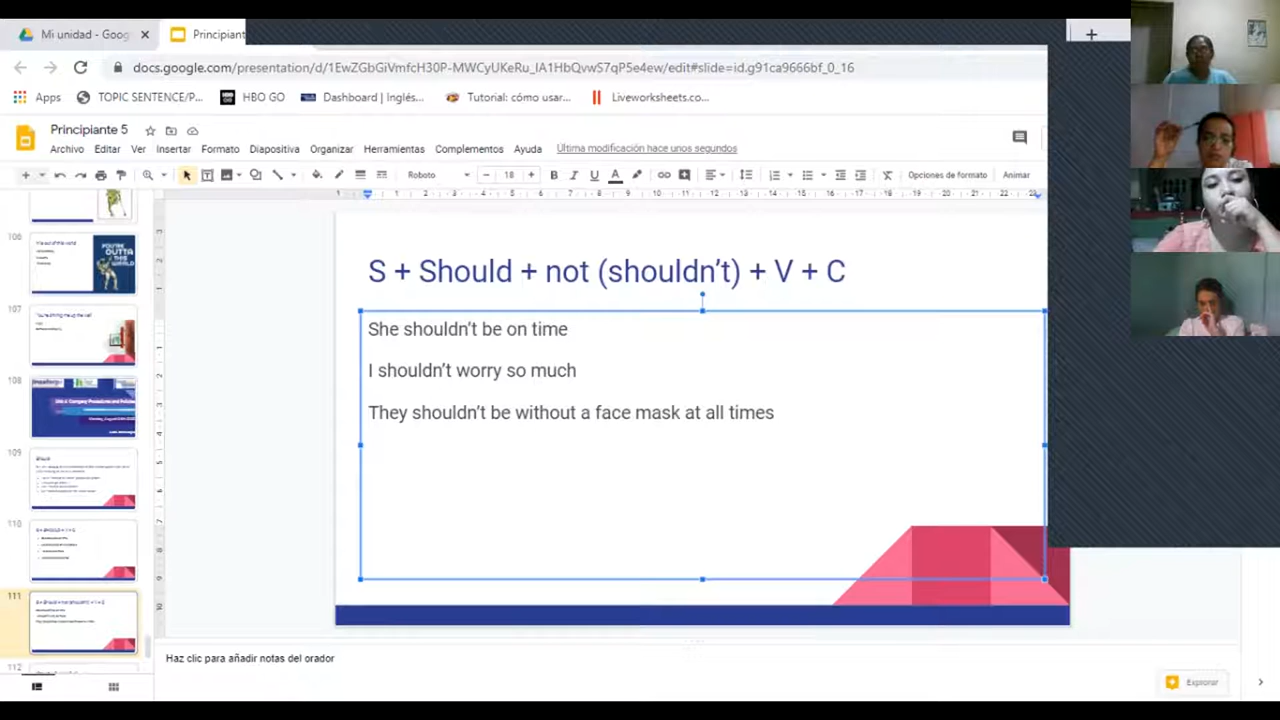 Mi unidad - Goog
Principiant
docs.google.com/presentation/d/1EwZGbGiVmfcH30P-MWCyUKeRu_IA1HbQvwS7qP5e4ew/edit#slide=id.g91ca9666bf_0_16
Apps
TOPIC SENTENCE/P...
HBO GO
Dashboard | Inglés...
Tutorial: cómo usar...
Liveworksheets.co...
Principiante 5
Archivo Editar Ver Insertar Formato Diapositiva Organizar Herramientas Complementos Ayuda Última modificación hace unos segundos
Roboto
18
Opciones de formato
Animar
S + Should + not (shouldn't) + V + C
She shouldn't be on time
I shouldn't worry so much
They shouldn't be without a face mask at all times
106
107
108
109
110
111
112
Haz clic para añadir notas del orador
Explorar